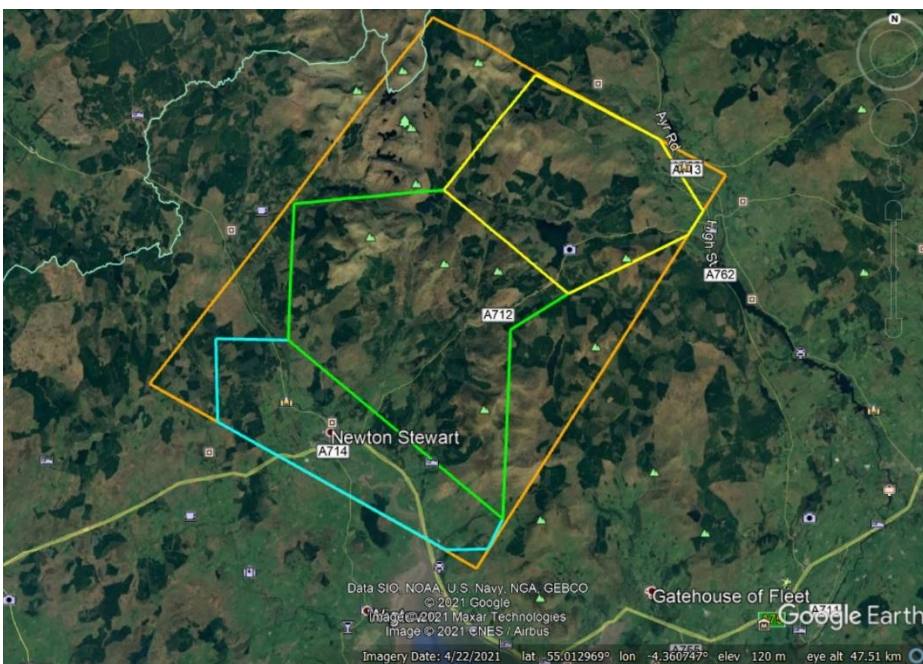 N
Ayr Rd
A713
High St
A762
A712
Newton Stewart
A714
Data SIO, NOAA, U.S. Navy, NGA, GEBCO
© 2021 Google
Gatehouse of Fleet
Image © 2021 Maxar Technologies
Image © 2021 CNES / Airbus
Google Earth
A755
Imagery Date: 4/22/2021 lat 55.012969° lon -4.360747° elev 120 m eye alt 47.51 km